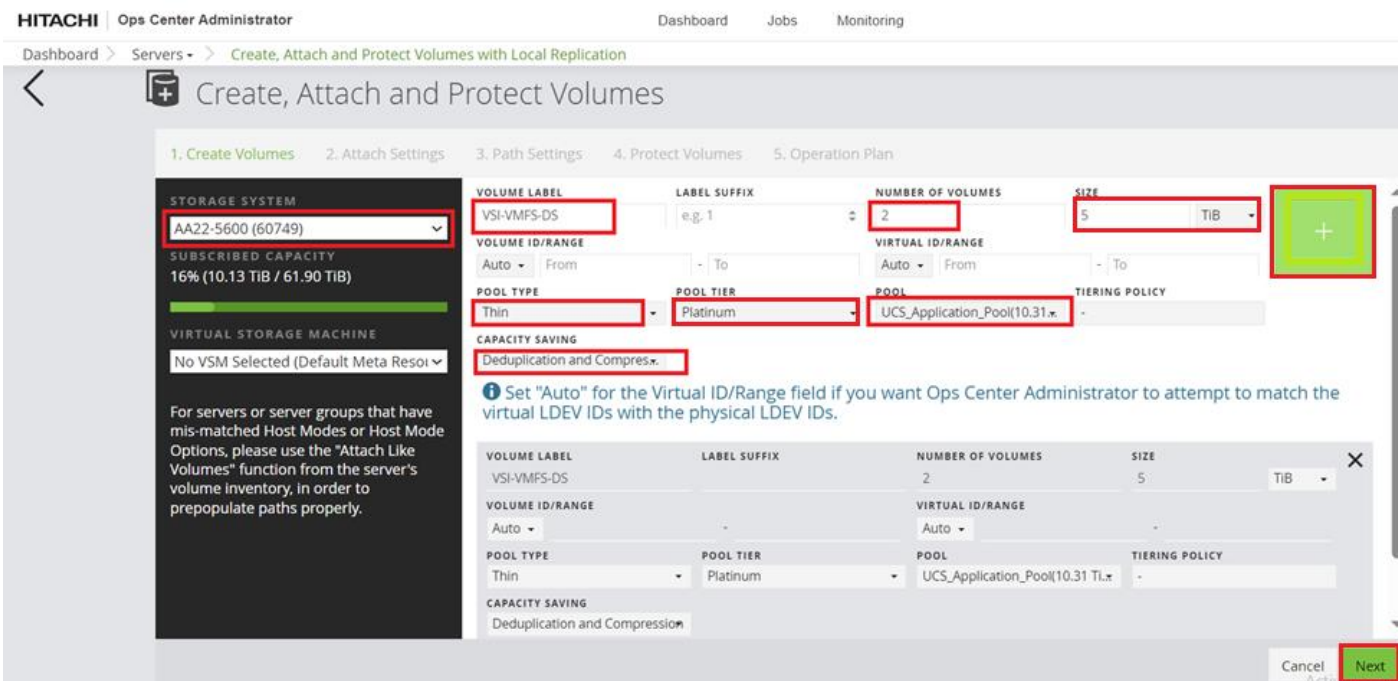 HITACHI Ops Center Administrator
Dashboard Jobs Monitoring
Dashboard Servers Create, Attach and Protect Volumes with Local Replication
Create, Attach and Protect Volumes
1. Create Volumes 2. Attach Settings 3. Path Settings 4. Protect Volumes 5. Operation Plan
STORAGE SYSTEM
AA22-5600 (60749)
SUBSCRIBED CAPACITY
16% (10.13 TiB / 61.90 TiB)
VIRTUAL STORAGE MACHINE
No VSM Selected (Default Meta Resou
For servers or server groups that have
mis-matched Host Modes or Host Mode
Options, please use the "Attach Like
Volumes" function from the server's
volume inventory, in order to
prepopulate paths properly.
VOLUME LABEL LABEL SUFFIX NUMBER OF VOLUMES SIZE
VSI-VMFS-DS e.g. 1 2 5 TiB
+
VOLUME ID/RANGE VIRTUAL ID/RANGE
Auto From - To Auto From - To
POOL TYPE POOL TIER POOL TIERING POLICY
Thin Platinum UCS_Application_Pool(10.31 -
CAPACITY SAVING
Deduplication and Compres
Set "Auto" for the Virtual ID/Range field if you want Ops Center Administrator to attempt to match the
virtual LDEV IDs with the physical LDEV IDs.
VOLUME LABEL LABEL SUFFIX NUMBER OF VOLUMES SIZE
VSI-VMFS-DS 2 5 TiB
VOLUME ID/RANGE VIRTUAL ID/RANGE
Auto - Auto -
POOL TYPE POOL TIER POOL TIERING POLICY
Thin Platinum UCS_Application_Pool(10.31 Ti.. -
CAPACITY SAVING
Deduplication and Compression
Cancel Next